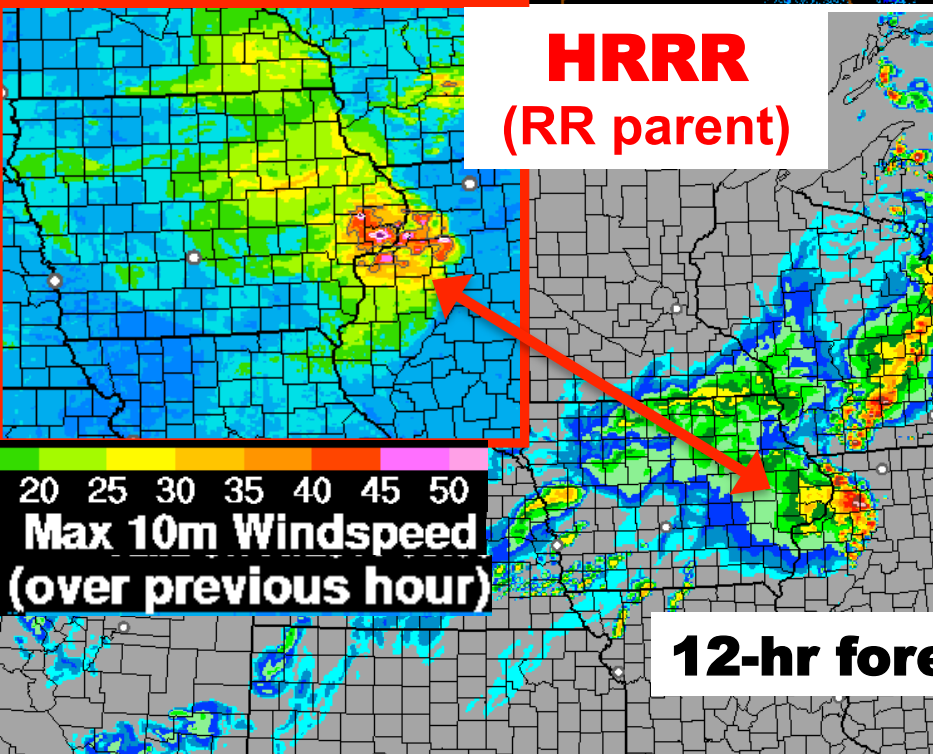 HRRR
(RR parent)
20 25 30 35 40 45 50
Max 10m Windspeed
(over previous hour)
12-hr fore